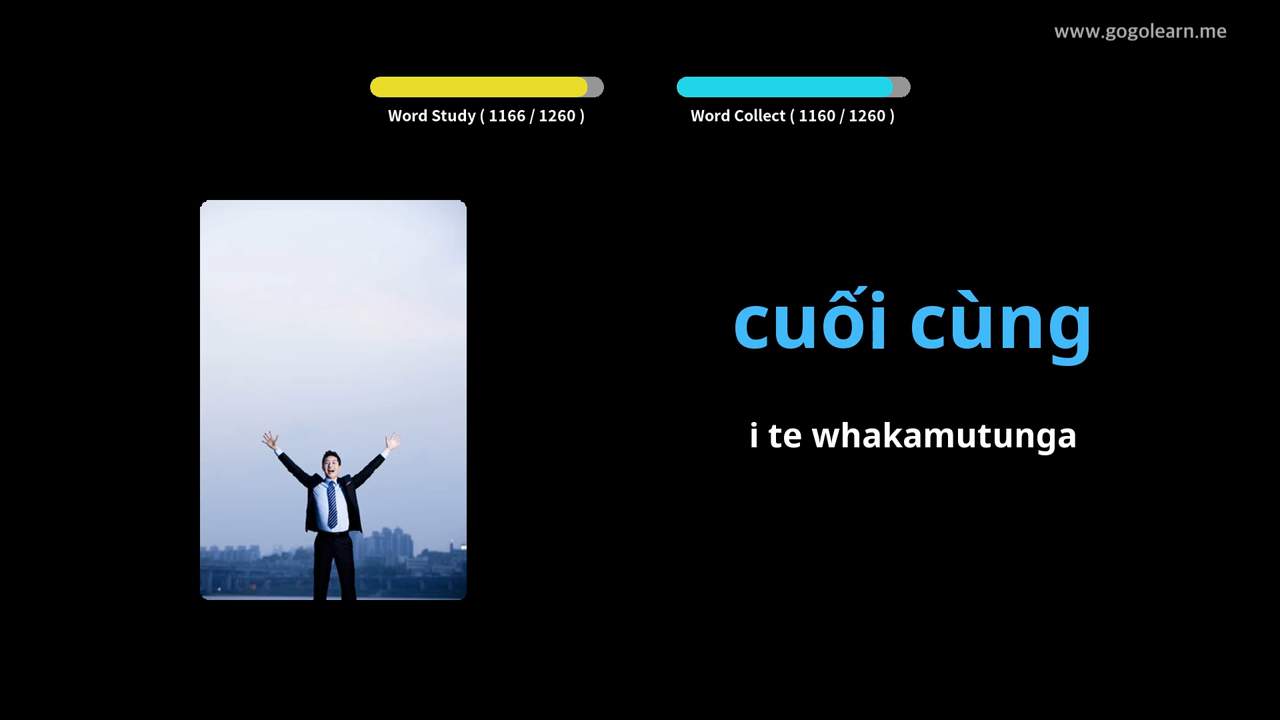 www.gogolearn.me
Word Study ( 1166 / 1260 )
Word Collect ( 1160 / 1260 )
cuối cùng
i te whakamutunga